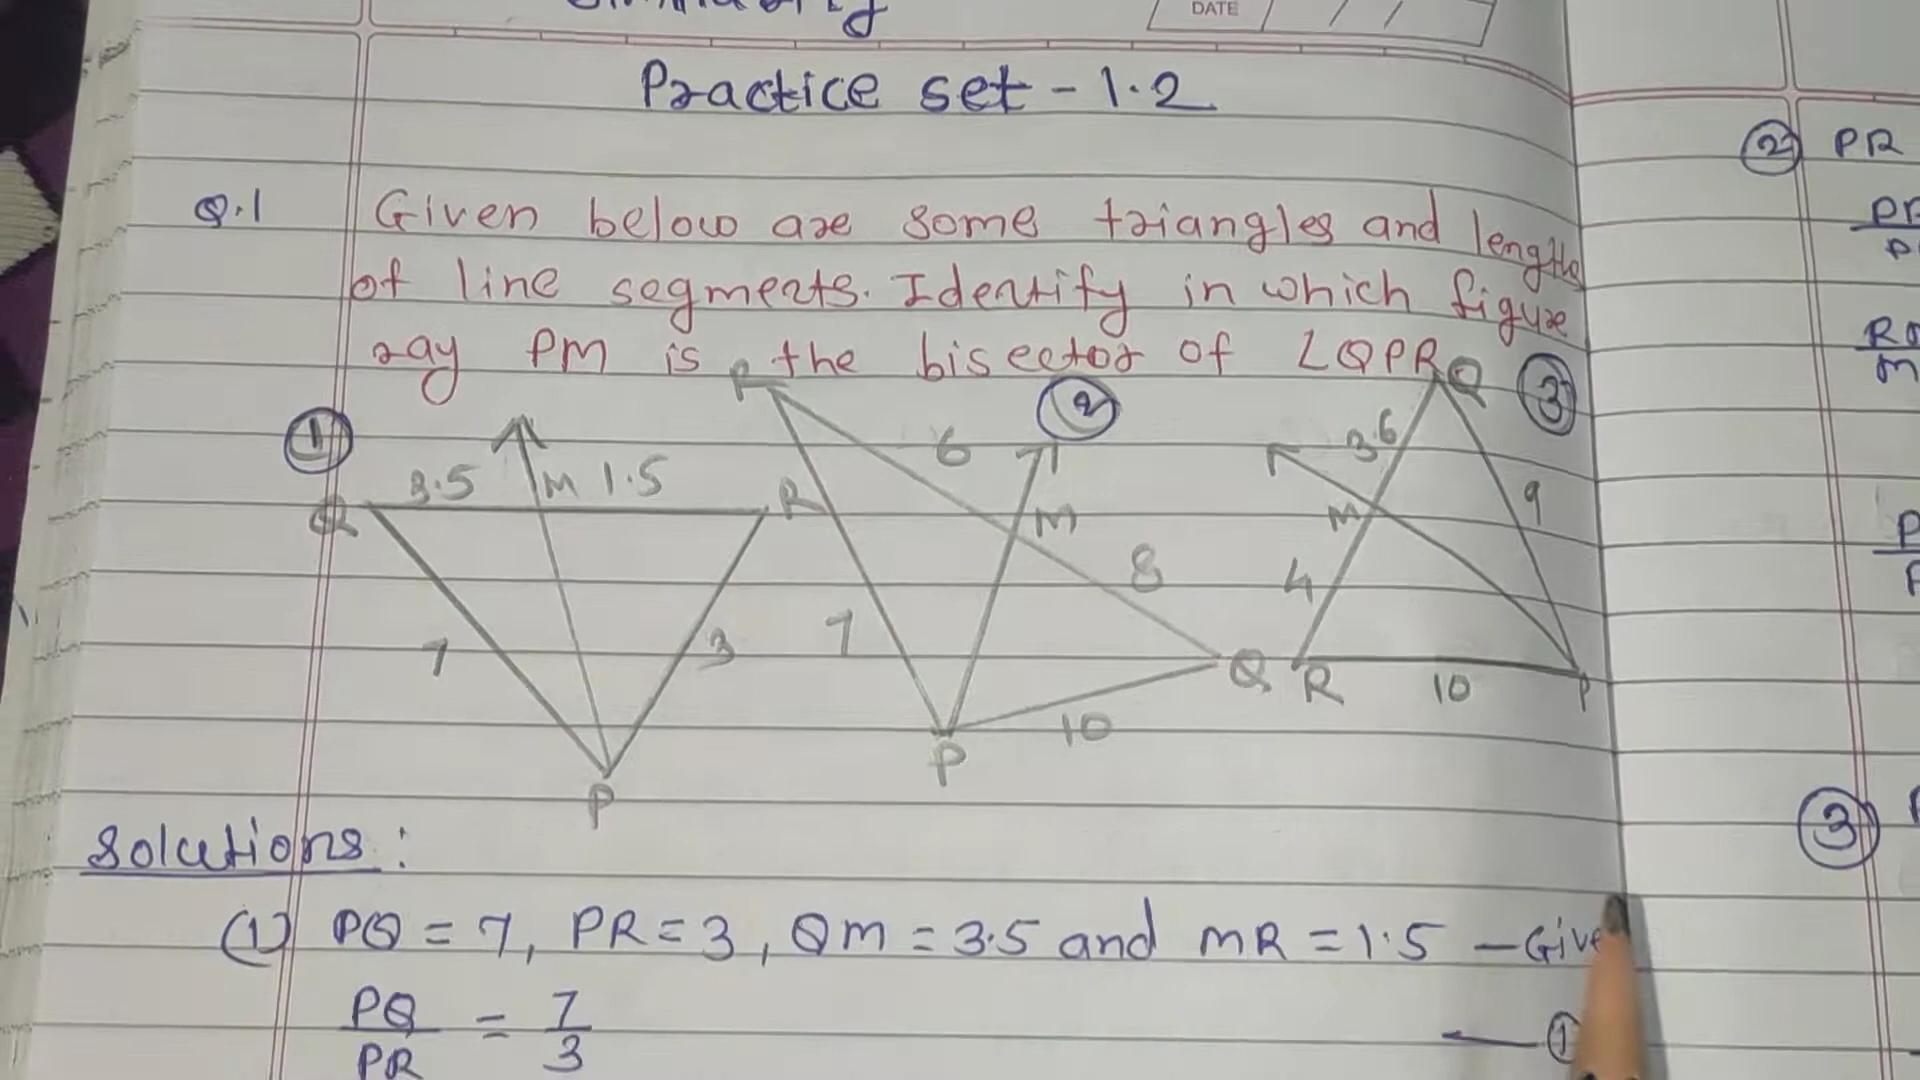 DATE / /
Practice set - 1.2
Q.1 Given below are some triangles and lengths
of line segments. Identify in which figure
ray PM is the bisector of ∠QPR
1 Q 3.5 M 1.5 R 7 3 P
2 R 6 M 8 7 Q 10 P
3 Q 3.6 9 M 4 R 10 P
Solutions:
(1) PQ = 7, PR = 3, QM = 3.5 and MR = 1.5 - Give
PQ/PR = 7/3 — 1
2 PR
3